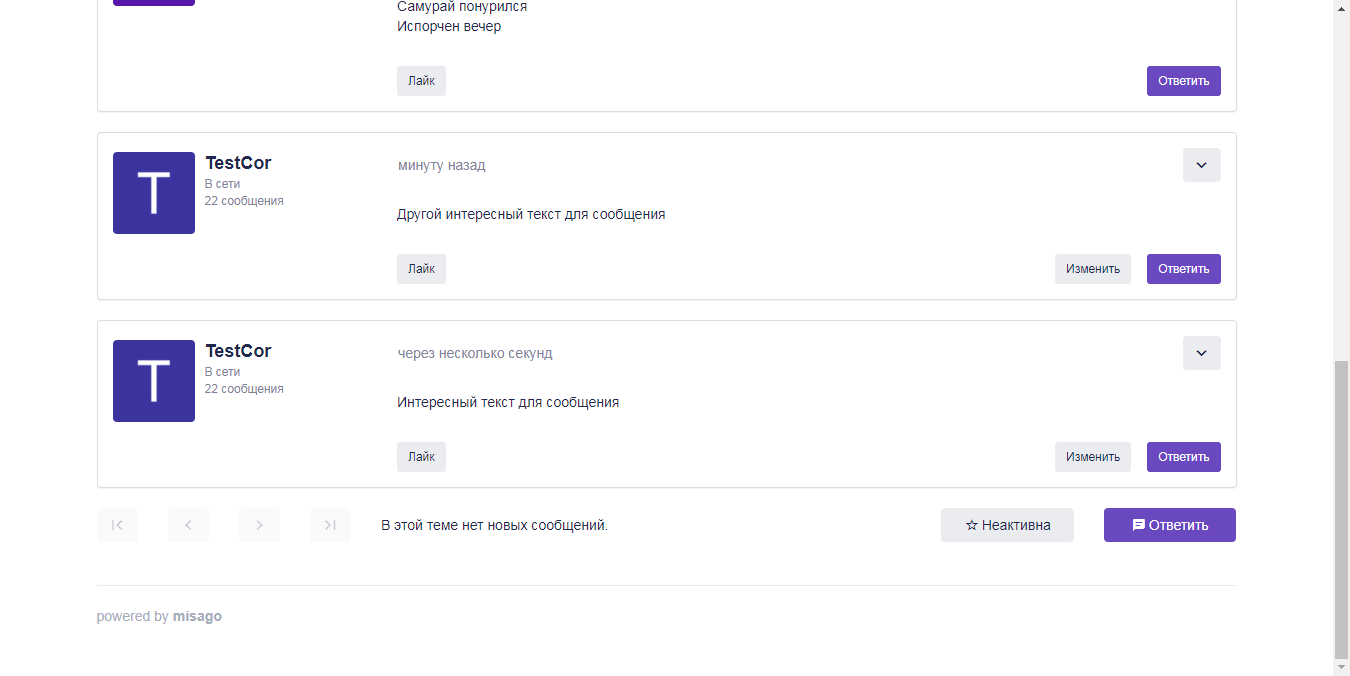 Самурай понурился
Испорчен вечер
Лайк
Ответить
T
TestCor
В сети
22 сообщения
минуту назад
Другой интересный текст для сообщения
Лайк
Изменить
Ответить
T
TestCor
В сети
22 сообщения
через несколько секунд
Интересный текст для сообщения
Лайк
Изменить
Ответить
В этой теме нет новых сообщений.
Неактивна
Ответить
powered by misago